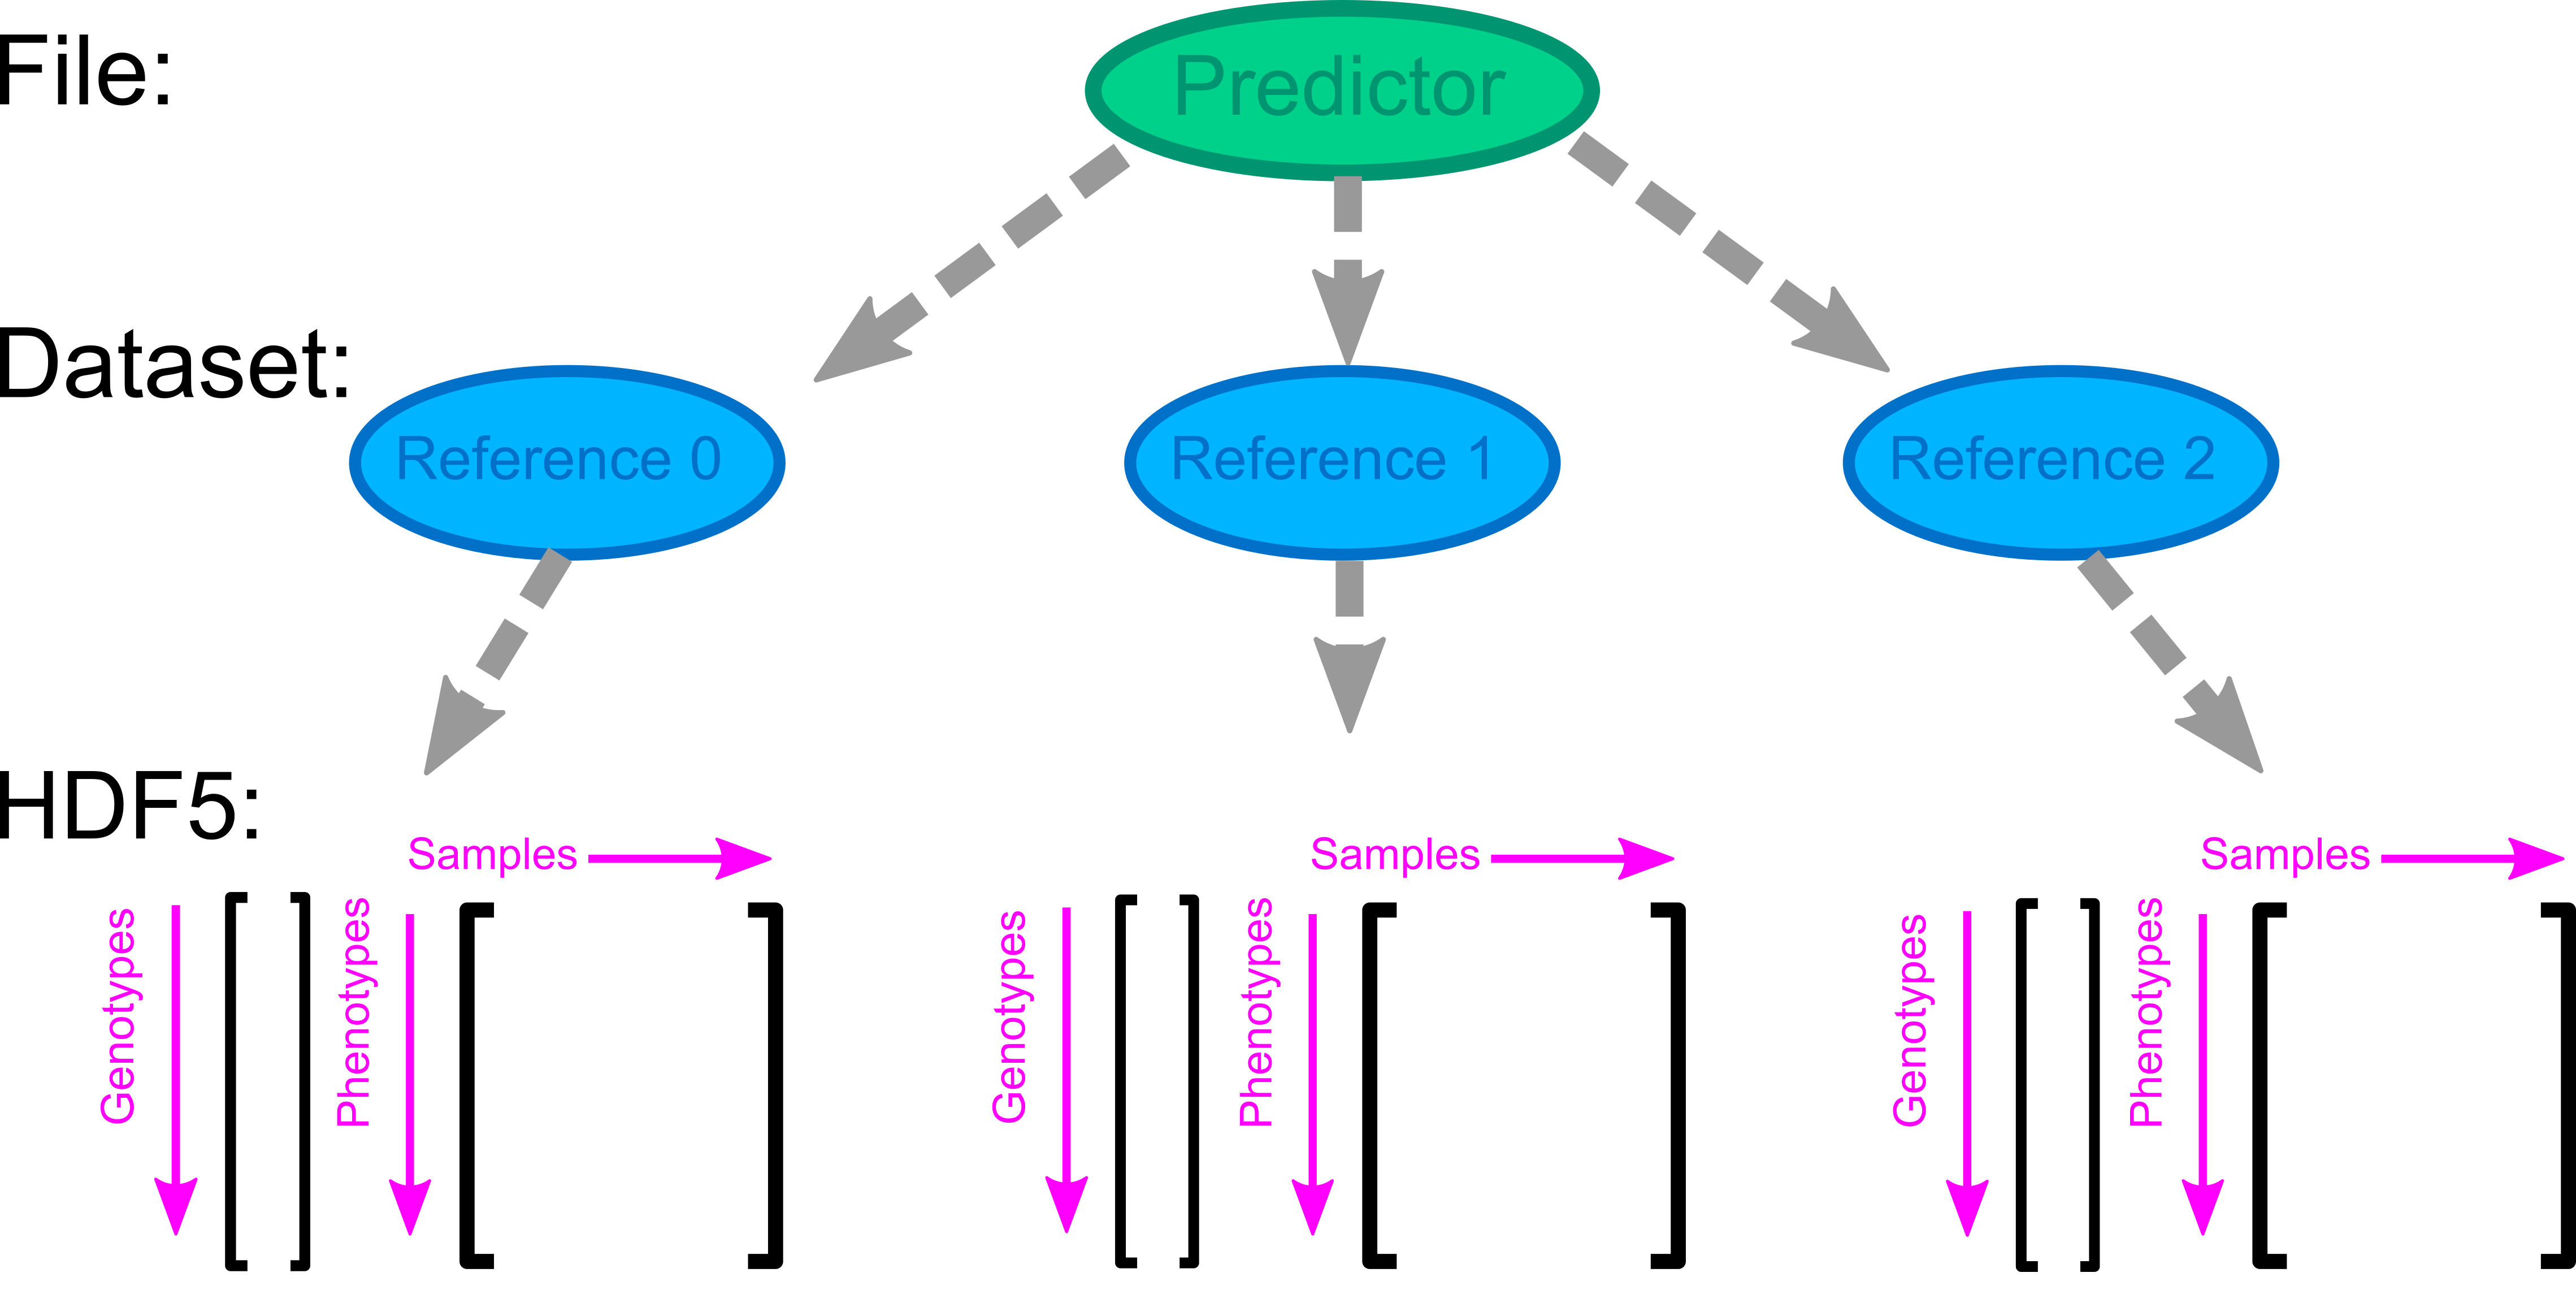 File:
Predictor
Dataset:
Reference 0
Reference 1
Reference 2
HDF5:
Samples
Samples
Samples
Genotypes
Phenotypes
Genotypes
Phenotypes
Genotypes
Phenotypes